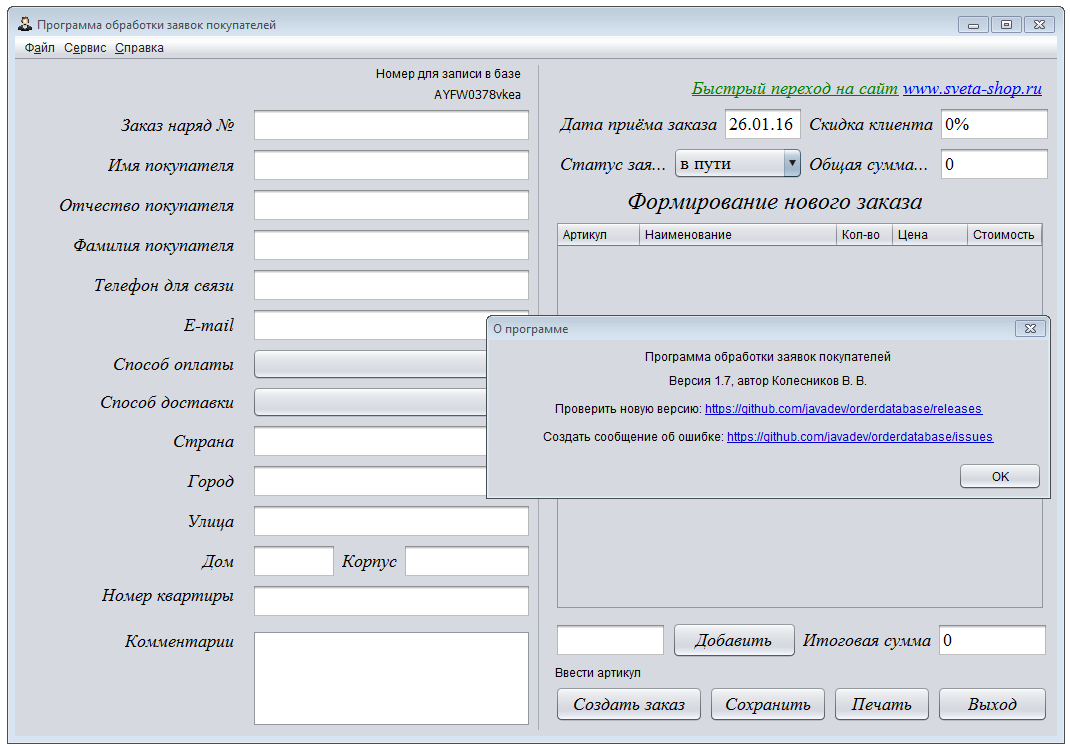 Программа обработки заявок покупателей
Файл Сервис Справка
Номер для записи в базе
AYFW0378vkea
Заказ наряд №
Имя покупателя
Отчество покупателя
Фамилия покупателя
Телефон для связи
E-mail
Способ оплаты
Способ доставки
Страна
Город
Улица
Дом Корпус
Номер квартиры
Комментарии
Быстрый переход на сайт www.sveta-shop.ru
Дата приёма заказа 26.01.16 Скидка клиента 0%
Статус зая... в пути Общая сумма... 0
Формирование нового заказа
Артикул Наименование Кол-во Цена Стоимость
О программе
Программа обработки заявок покупателей
Версия 1.7, автор Колесников В. В.
Проверить новую версию: https://github.com/javadev/orderdatabase/releases
Создать сообщение об ошибке: https://github.com/javadev/orderdatabase/issues
OK
Добавить Итоговая сумма 0
Ввести артикул
Создать заказ Сохранить Печать Выход